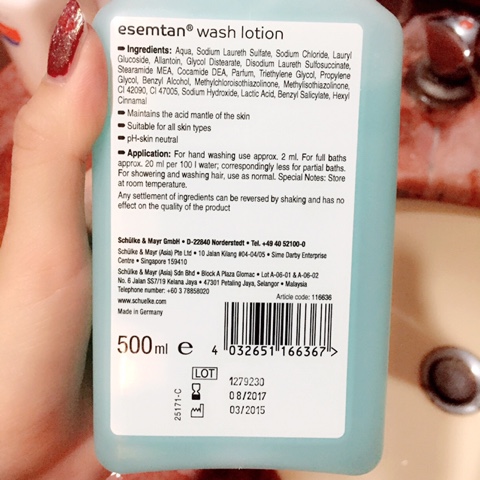 esemtan® wash lotion
Ingredients: Aqua, Sodium Laureth Sulfate, Sodium Chloride, Lauryl
Glucoside, Allantoin, Glycol Distearate, Disodium Laureth Sulfosuccinate,
Stearamide MEA, Cocamide DEA, Parfum, Triethylene Glycol, Propylene
Glycol, Benzyl Alcohol, Methylchloroisothiazolinone, Methylisothiazolinone,
CI 42090, CI 47005, Sodium Hydroxide, Lactic Acid, Benzyl Salicylate, Hexyl
Cinnamal
Maintains the acid mantle of the skin
Suitable for all skin types
pH-skin neutral
Application: For hand washing use approx. 2 ml. For full baths
approx. 20 ml per 100 l water; correspondingly less for partial baths.
For showering and washing hair, use as normal. Special Notes: Store
at room temperature.
Any settlement of ingredients can be reversed by shaking and has no
effect on the quality of the product
Schülke & Mayr GmbH • D-22840 Norderstedt • Tel. +49 40 52100-0
Schülke & Mayr (Asia) Pte Ltd • 10 Jalan Kilang #04-04/05 • Sime Darby Enterprise
Centre • Singapore 159410
Schülke & Mayr (Asia) Sdn Bhd • Block A Plaza Glomac • Lot A-06-01 & A-06-02
No. 6 Jalan SS7/19 Kelana Jaya • 47301 Petaling Jaya, Selangor • Malaysia
Telephone number: +60 3 78858020
www.schuelke.com
Article code: 116636
Made in Germany
500 ml e
4 032651 166367 >
LOT 1279230
08/2017
03/2015
25171-C